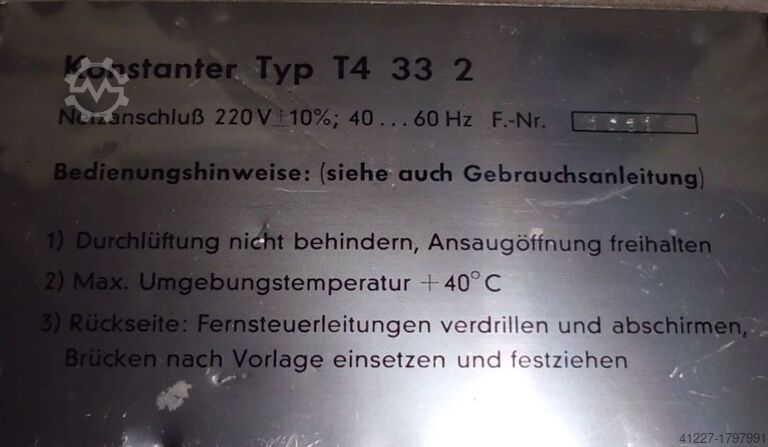 Konstanter Typ T4 33 2
Netzanschluß 220 V ±10%; 40 ... 60 Hz F.-Nr.
Bedienungshinweise: (siehe auch Gebrauchsanleitung)
1) Durchlüftung nicht behindern, Ansaugöffnung freihalten
2) Max. Umgebungstemperatur +40°C
3) Rückseite: Fernsteuerleitungen verdrillen und abschirmen,
Brücken nach Vorlage einsetzen und festziehen
41227-1797991